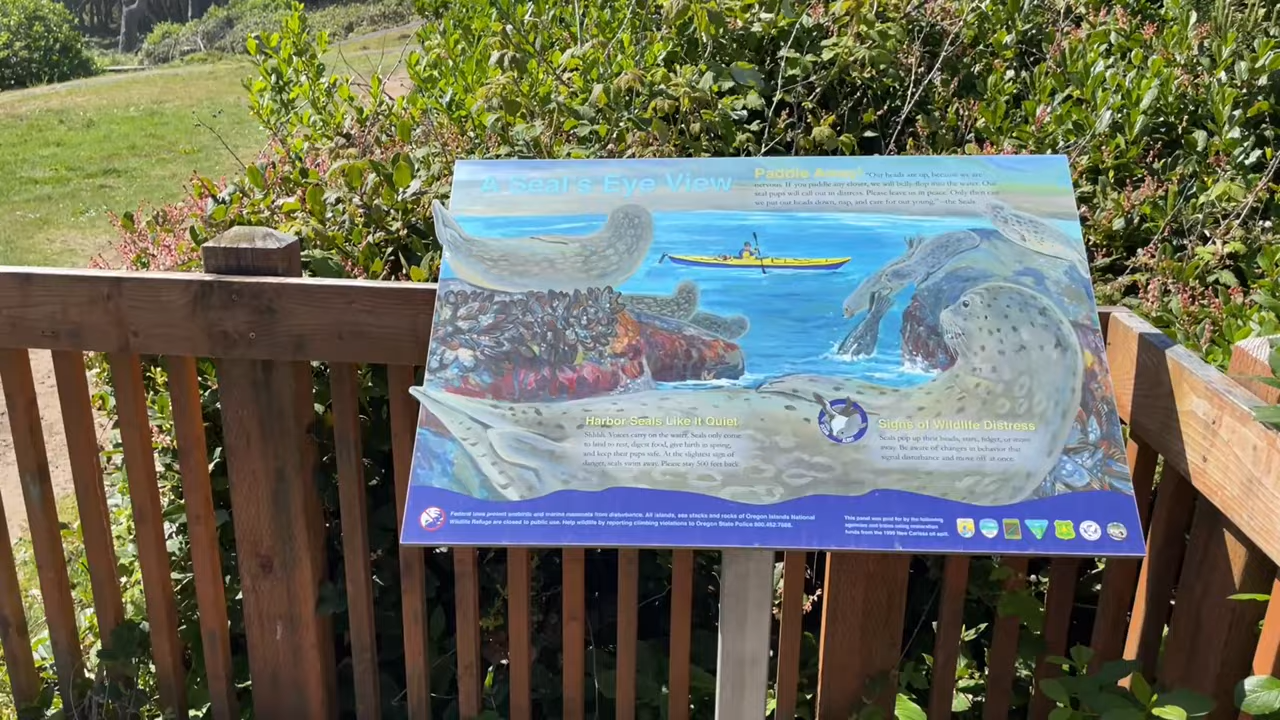 A Seal's Eye View
Paddle Away! "Our heads are up, because we are
nervous. If you paddle any closer, we will belly-flop into the water. Our
seal pups will call out in distress. Please leave us in peace. Only then can
we put our heads down, nap, and care for our young."—the Seals
Harbor Seals Like It Quiet
Shhhh. Voices carry on the water. Seals only come
to land to rest, digest food, give birth in spring,
and keep their pups safe. At the slightest sign of
danger, seals swim away. Please stay 500 feet back
Signs of Wildlife Distress
Seals pop up their heads, stare, fidget, or move
away. Be aware of changes in behavior that
signal disturbance and move off at once.
Federal laws protect seabirds and marine mammals from disturbance. All islands, sea stacks and rocks of Oregon Islands National
Wildlife Refuge are closed to public use. Help wildlife by reporting climbing violations to Oregon State Police 800.452.7888.
This panel was paid for by the following
agencies and tribes using restoration
funds from the 1999 New Carissa oil spill.